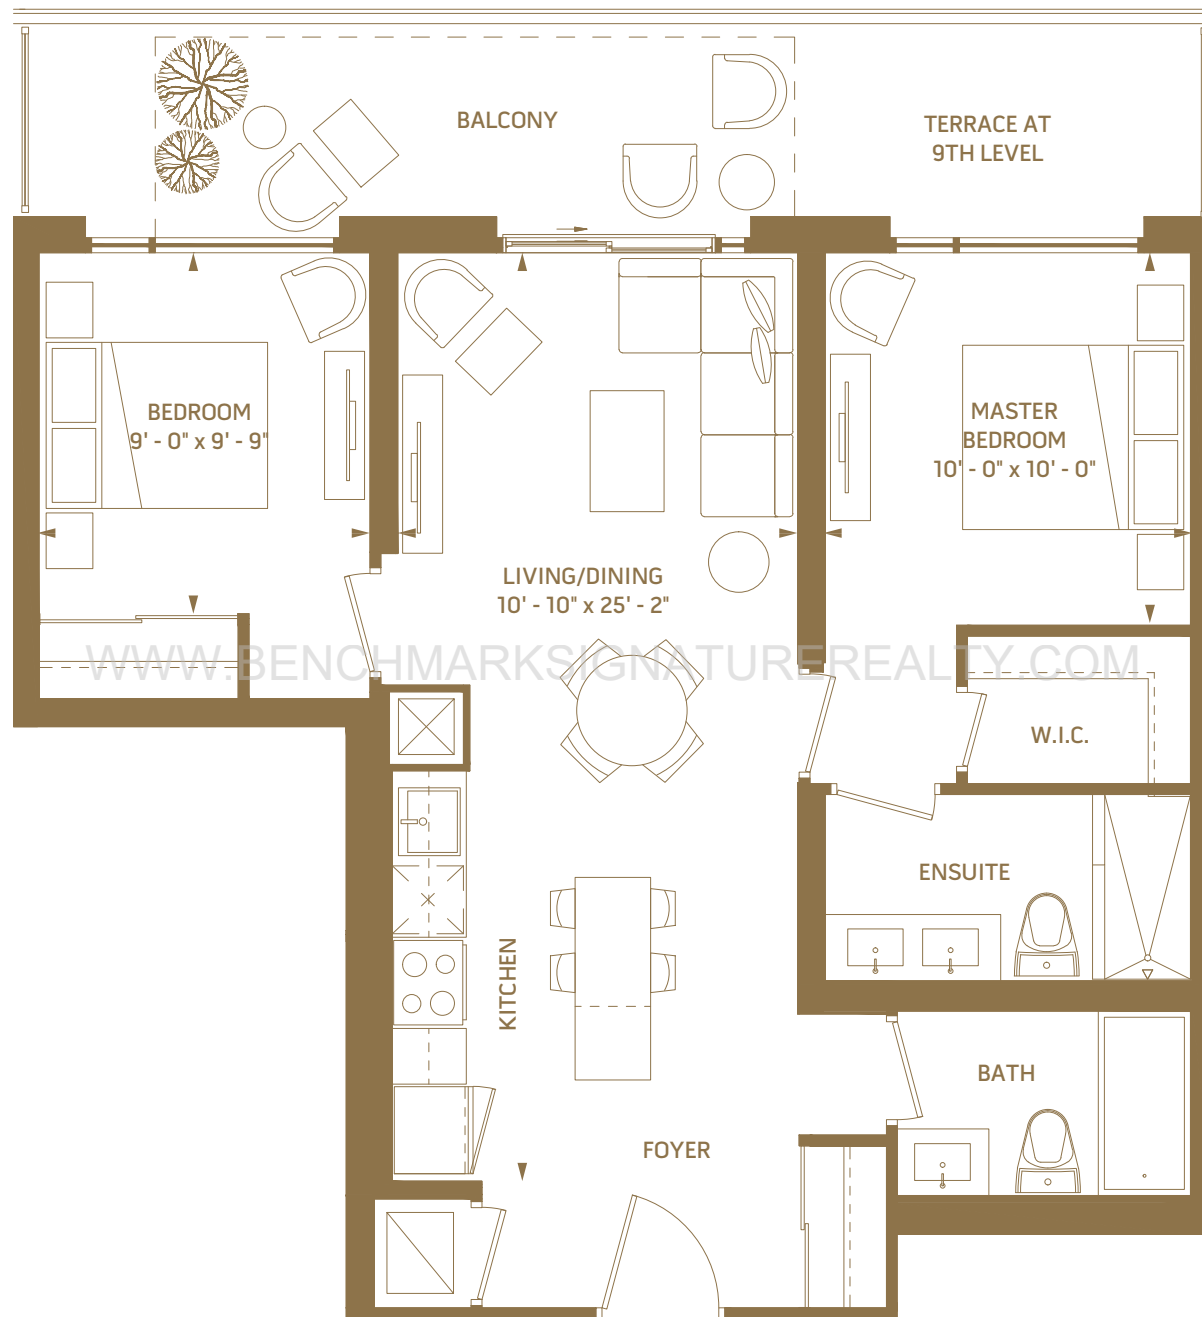 BALCONY
TERRACE AT
9TH LEVEL
BEDROOM
9' - 0" x 9' - 9"
MASTER
BEDROOM
10' - 0" x 10' - 0"
LIVING/DINING
10' - 10" x 25' - 2"
WWW.BENCHMARKSIGNATUREREALTY.COM
W.I.C.
ENSUITE
KITCHEN
BATH
FOYER